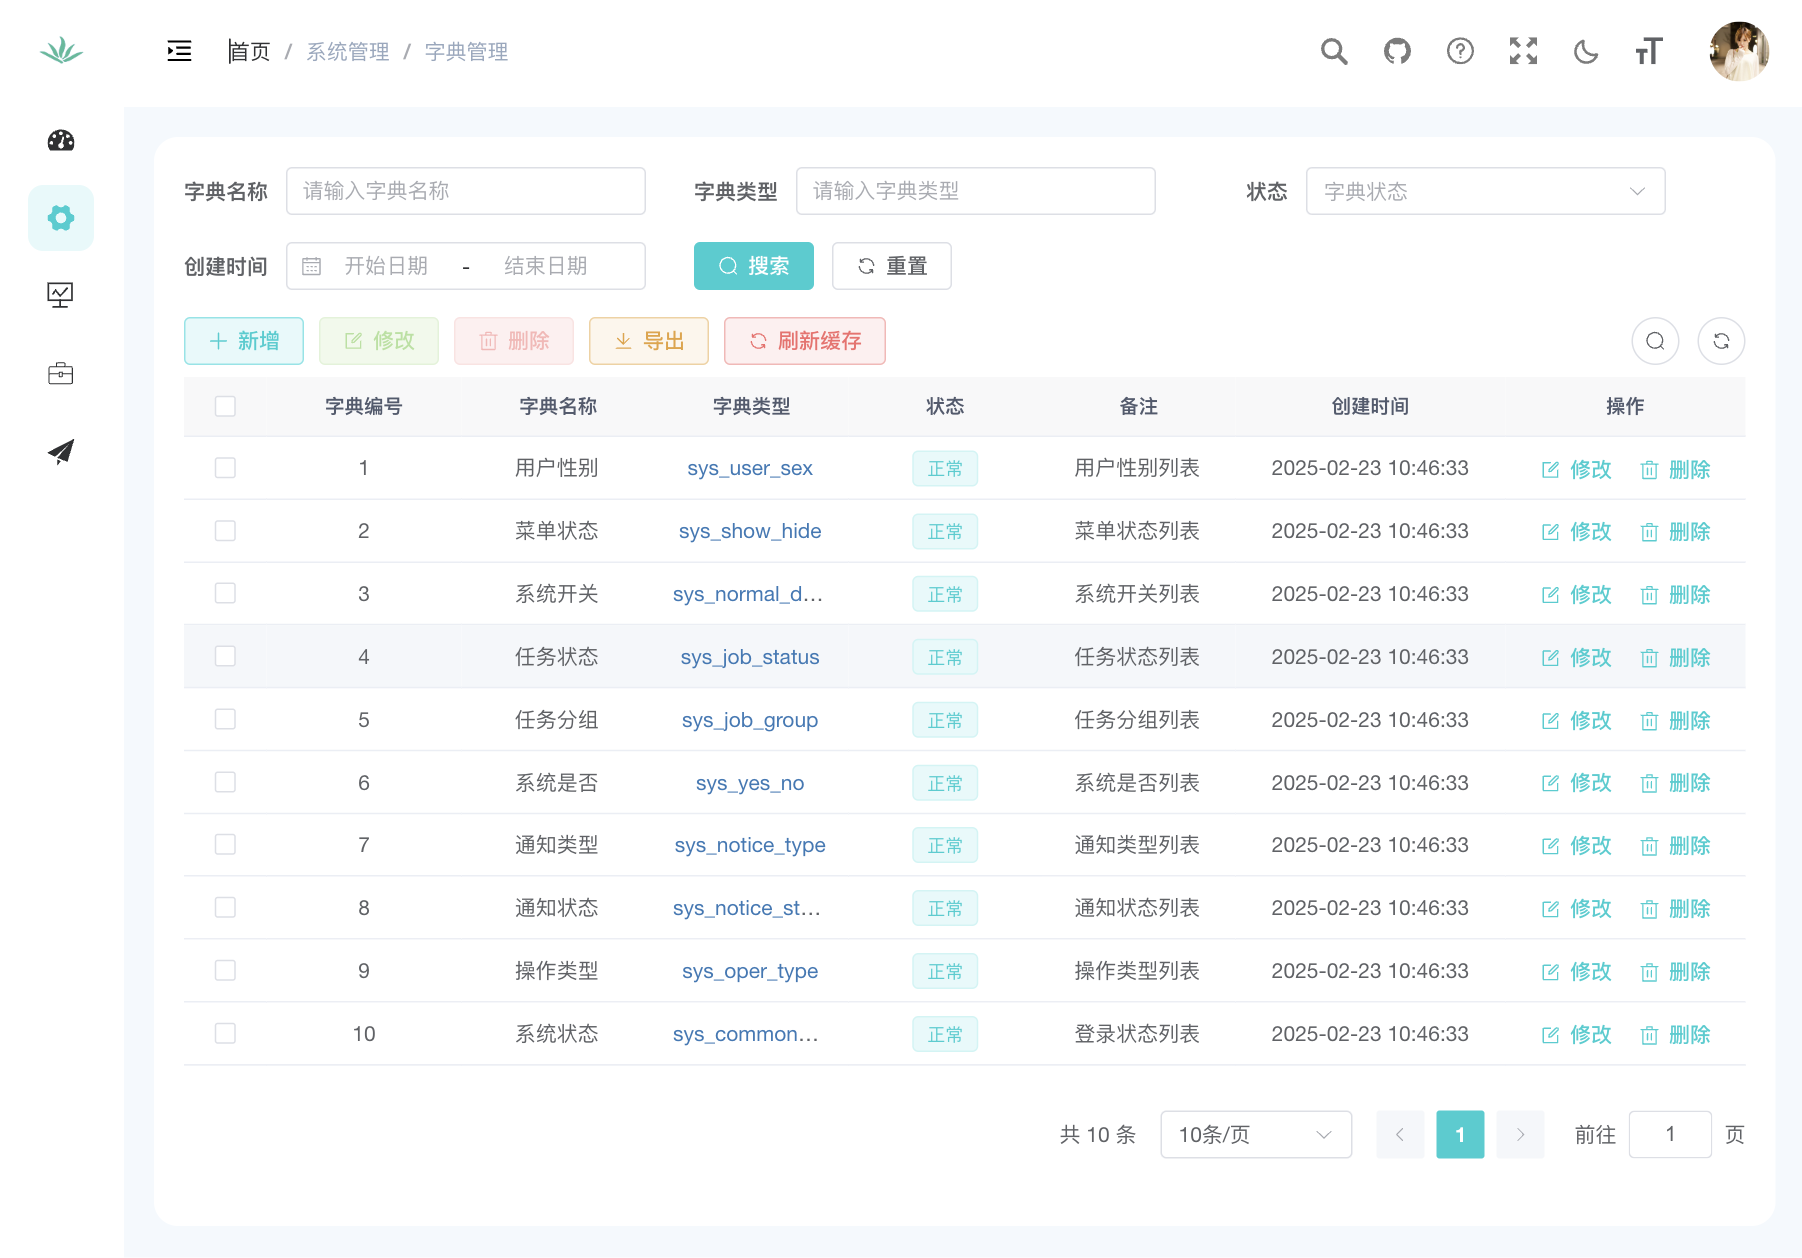 首页 / 系统管理 / 字典管理
字典名称 请输入字典名称 字典类型 请输入字典类型 状态 字典状态
创建时间 开始日期 - 结束日期 搜索 重置
新增 修改 删除 导出 刷新缓存
字典编号 字典名称 字典类型 状态 备注 创建时间 操作
1 用户性别 sys_user_sex 正常 用户性别列表 2025-02-23 10:46:33 修改 删除
2 菜单状态 sys_show_hide 正常 菜单状态列表 2025-02-23 10:46:33 修改 删除
3 系统开关 sys_normal_d... 正常 系统开关列表 2025-02-23 10:46:33 修改 删除
4 任务状态 sys_job_status 正常 任务状态列表 2025-02-23 10:46:33 修改 删除
5 任务分组 sys_job_group 正常 任务分组列表 2025-02-23 10:46:33 修改 删除
6 系统是否 sys_yes_no 正常 系统是否列表 2025-02-23 10:46:33 修改 删除
7 通知类型 sys_notice_type 正常 通知类型列表 2025-02-23 10:46:33 修改 删除
8 通知状态 sys_notice_st... 正常 通知状态列表 2025-02-23 10:46:33 修改 删除
9 操作类型 sys_oper_type 正常 操作类型列表 2025-02-23 10:46:33 修改 删除
10 系统状态 sys_common... 正常 登录状态列表 2025-02-23 10:46:33 修改 删除
共 10 条 10条/页 1 前往 1 页